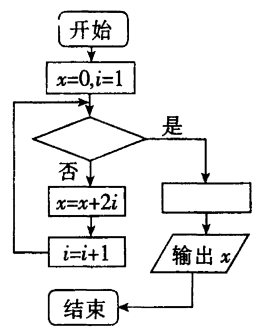 开始
x=0,i=1
是
否
x=x+2i
i=i+1
输出 x
结束